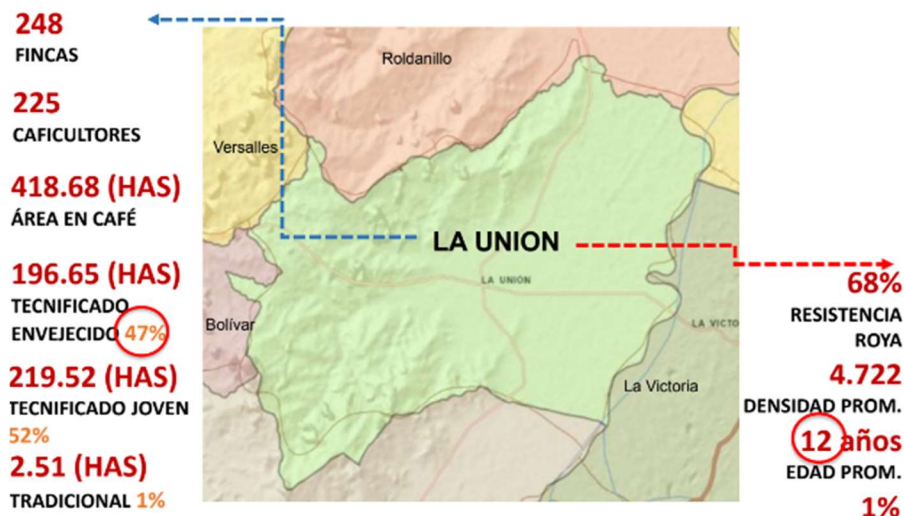 248
FINCAS
225
CAFICULTORES
418.68 (HAS)
ÁREA EN CAFÉ
196.65 (HAS)
TECNIFICADO
ENVEJECIDO 47%
219.52 (HAS)
TECNIFICADO JOVEN
52%
2.51 (HAS)
TRADICIONAL 1%
Roldanillo
Versalles
LA UNION
LA UNIÓN
Bolívar
LA VICTO
La Victoria
68%
RESISTENCIA
ROYA
4.722
DENSIDAD PROM.
12 años
EDAD PROM.
1%